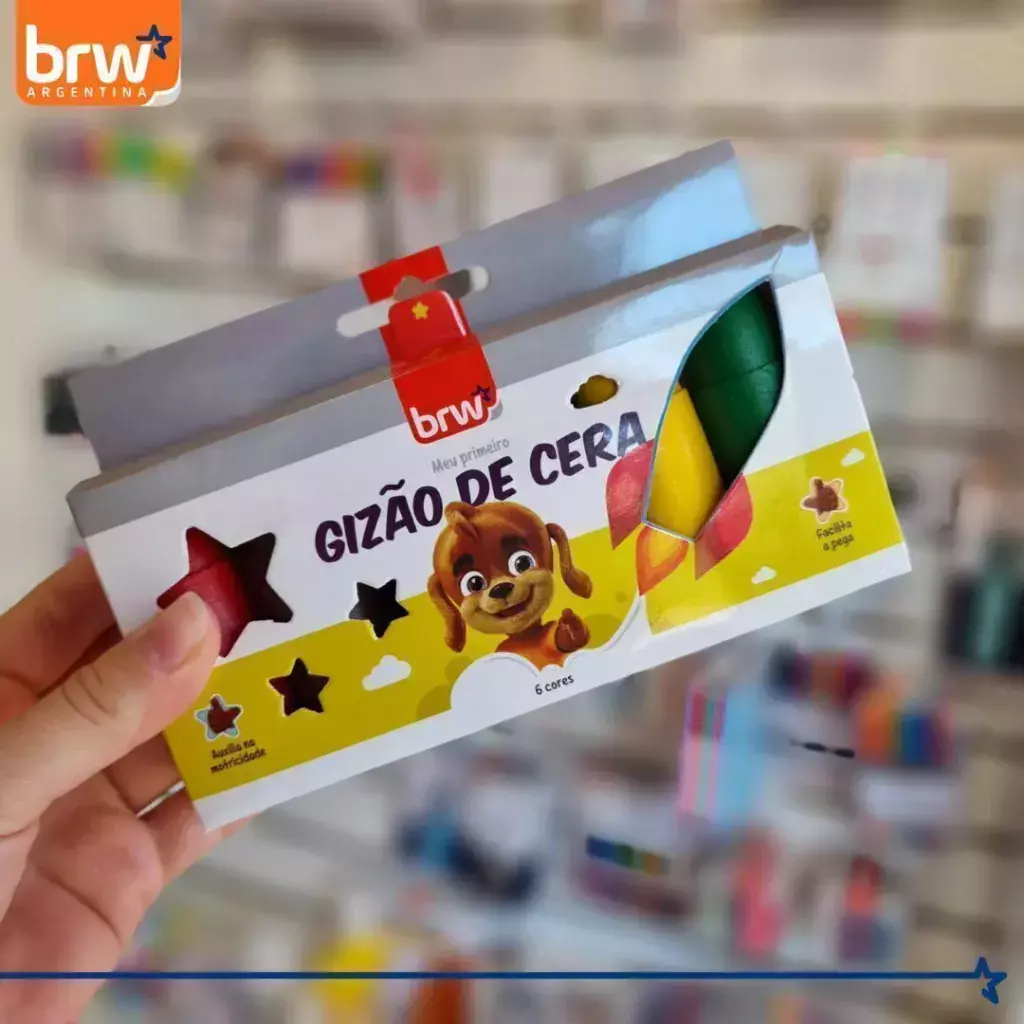 brw
ARGENTINA
brw
Meu primeiro
GIZÃO DE CERA
Facilita
a pega
6 cores
Auxilia na
motricidade